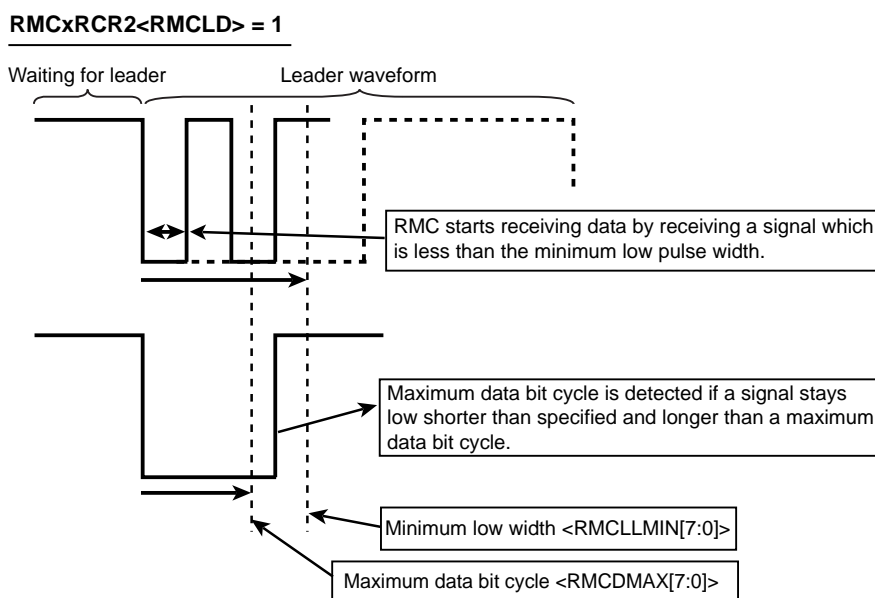 RMCxRCR2<RMCLD> = 1
Waiting for leader
Leader waveform
RMC starts receiving data by receiving a signal which
is less than the minimum low pulse width.
Maximum data bit cycle is detected if a signal stays
low shorter than specified and longer than a maximum
data bit cycle.
Minimum low width <RMCLLMIN[7:0]>
Maximum data bit cycle <RMCDMAX[7:0]>